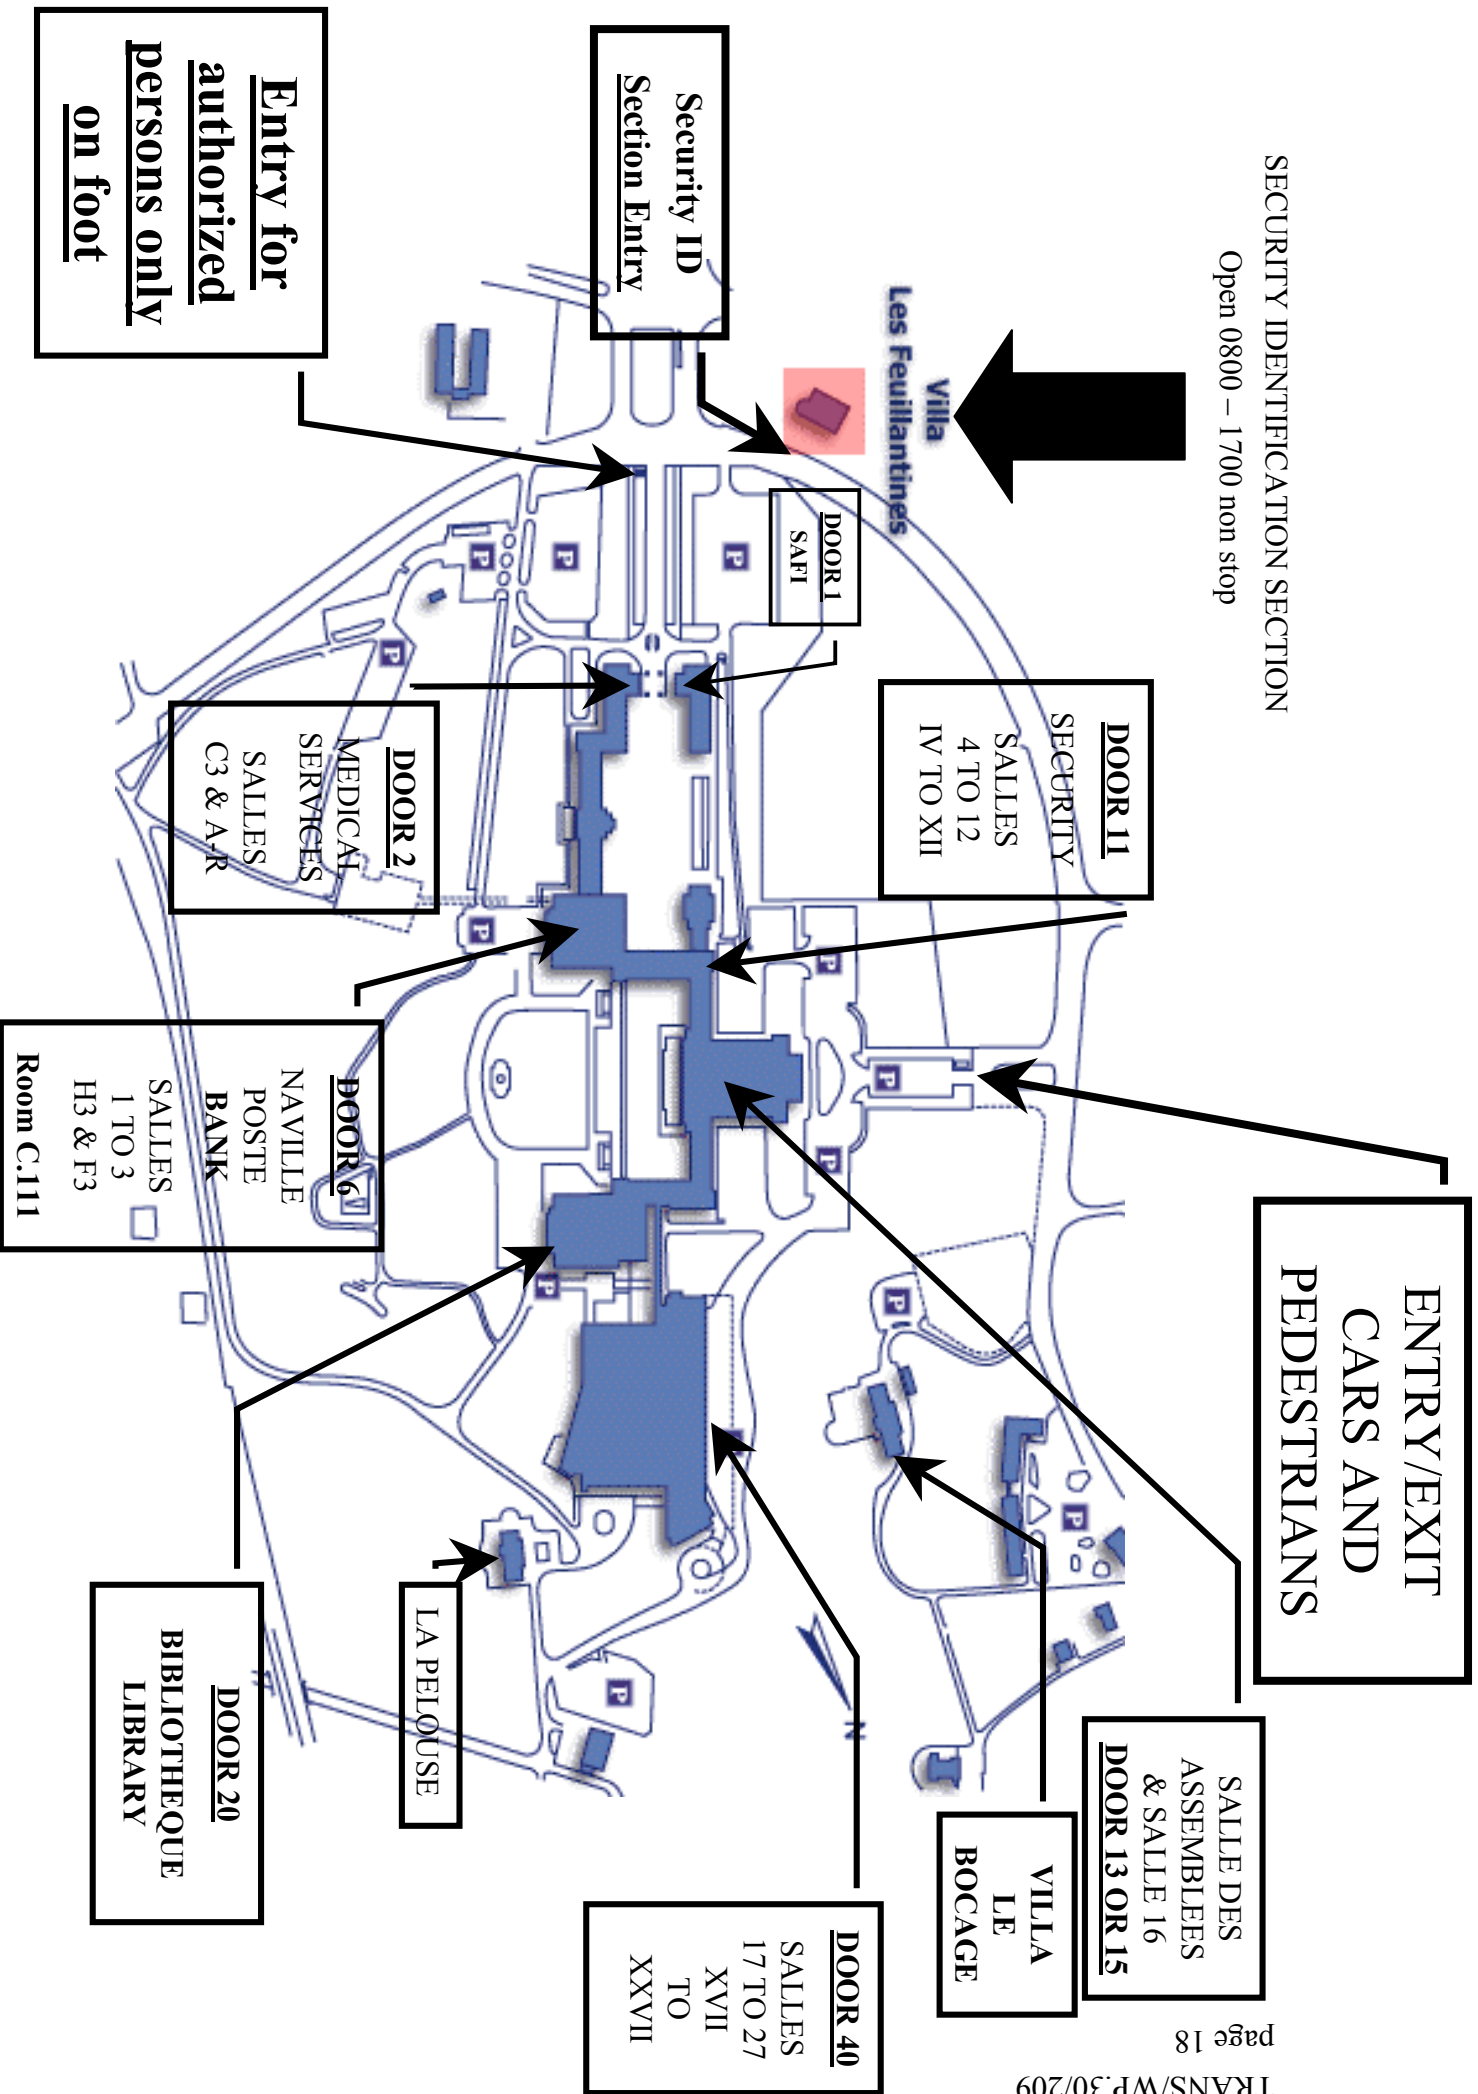 TRANS/WP.30/209
page 18
SECURITY IDENTIFICATION SECTION
Open 0800 – 1700 non stop
ENTRY/EXIT
CARS AND
PEDESTRIANS
SALLE DES
ASSEMBLEES
& SALLE 16
DOOR 13 OR 15
VILLA
LE
BOCAGE
DOOR 11
SECURITY
SALLES
4 TO 12
IV TO XII
Villa
Les Feuillantines
DOOR 1
SAFI
DOOR 40
SALLES
17 TO 27
XVII
TO
XXVII
Security ID
Section Entry
N
P
P
P
P
P
P
P
P
P
P
P
P
P
LA PELOUSE
DOOR 2
MEDICAL
SERVICES
SALLES
C3 & A-R
DOOR 6
NAVILLE
POSTE
BANK
SALLES
1 TO 3
H3 & F3
Room C.111
DOOR 20
BIBLIOTHEQUE
LIBRARY
Entry for
authorized
persons only
on foot